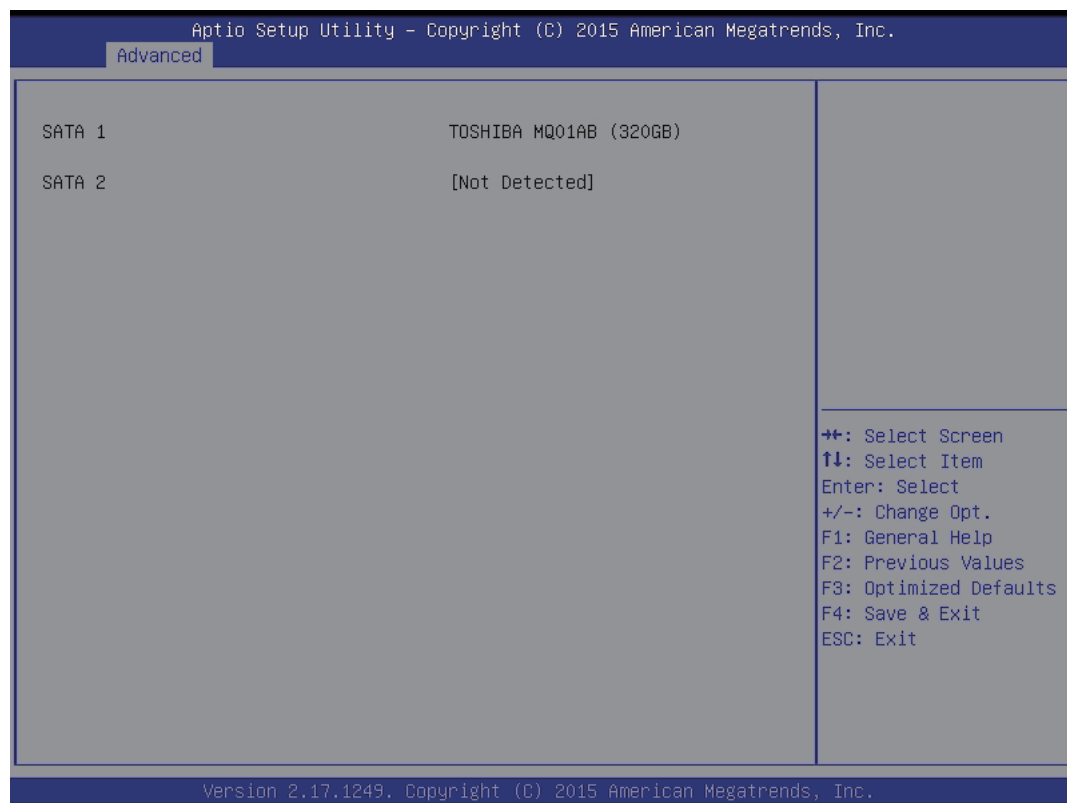 Aptio Setup Utility – Copyright (C) 2015 American Megatrends, Inc.
Advanced
SATA 1 TOSHIBA MQ01AB (320GB)
SATA 2 [Not Detected]
→←: Select Screen
↑↓: Select Item
Enter: Select
+/-: Change Opt.
F1: General Help
F2: Previous Values
F3: Optimized Defaults
F4: Save & Exit
ESC: Exit
Version 2.17.1249. Copyright (C) 2015 American Megatrends, Inc.